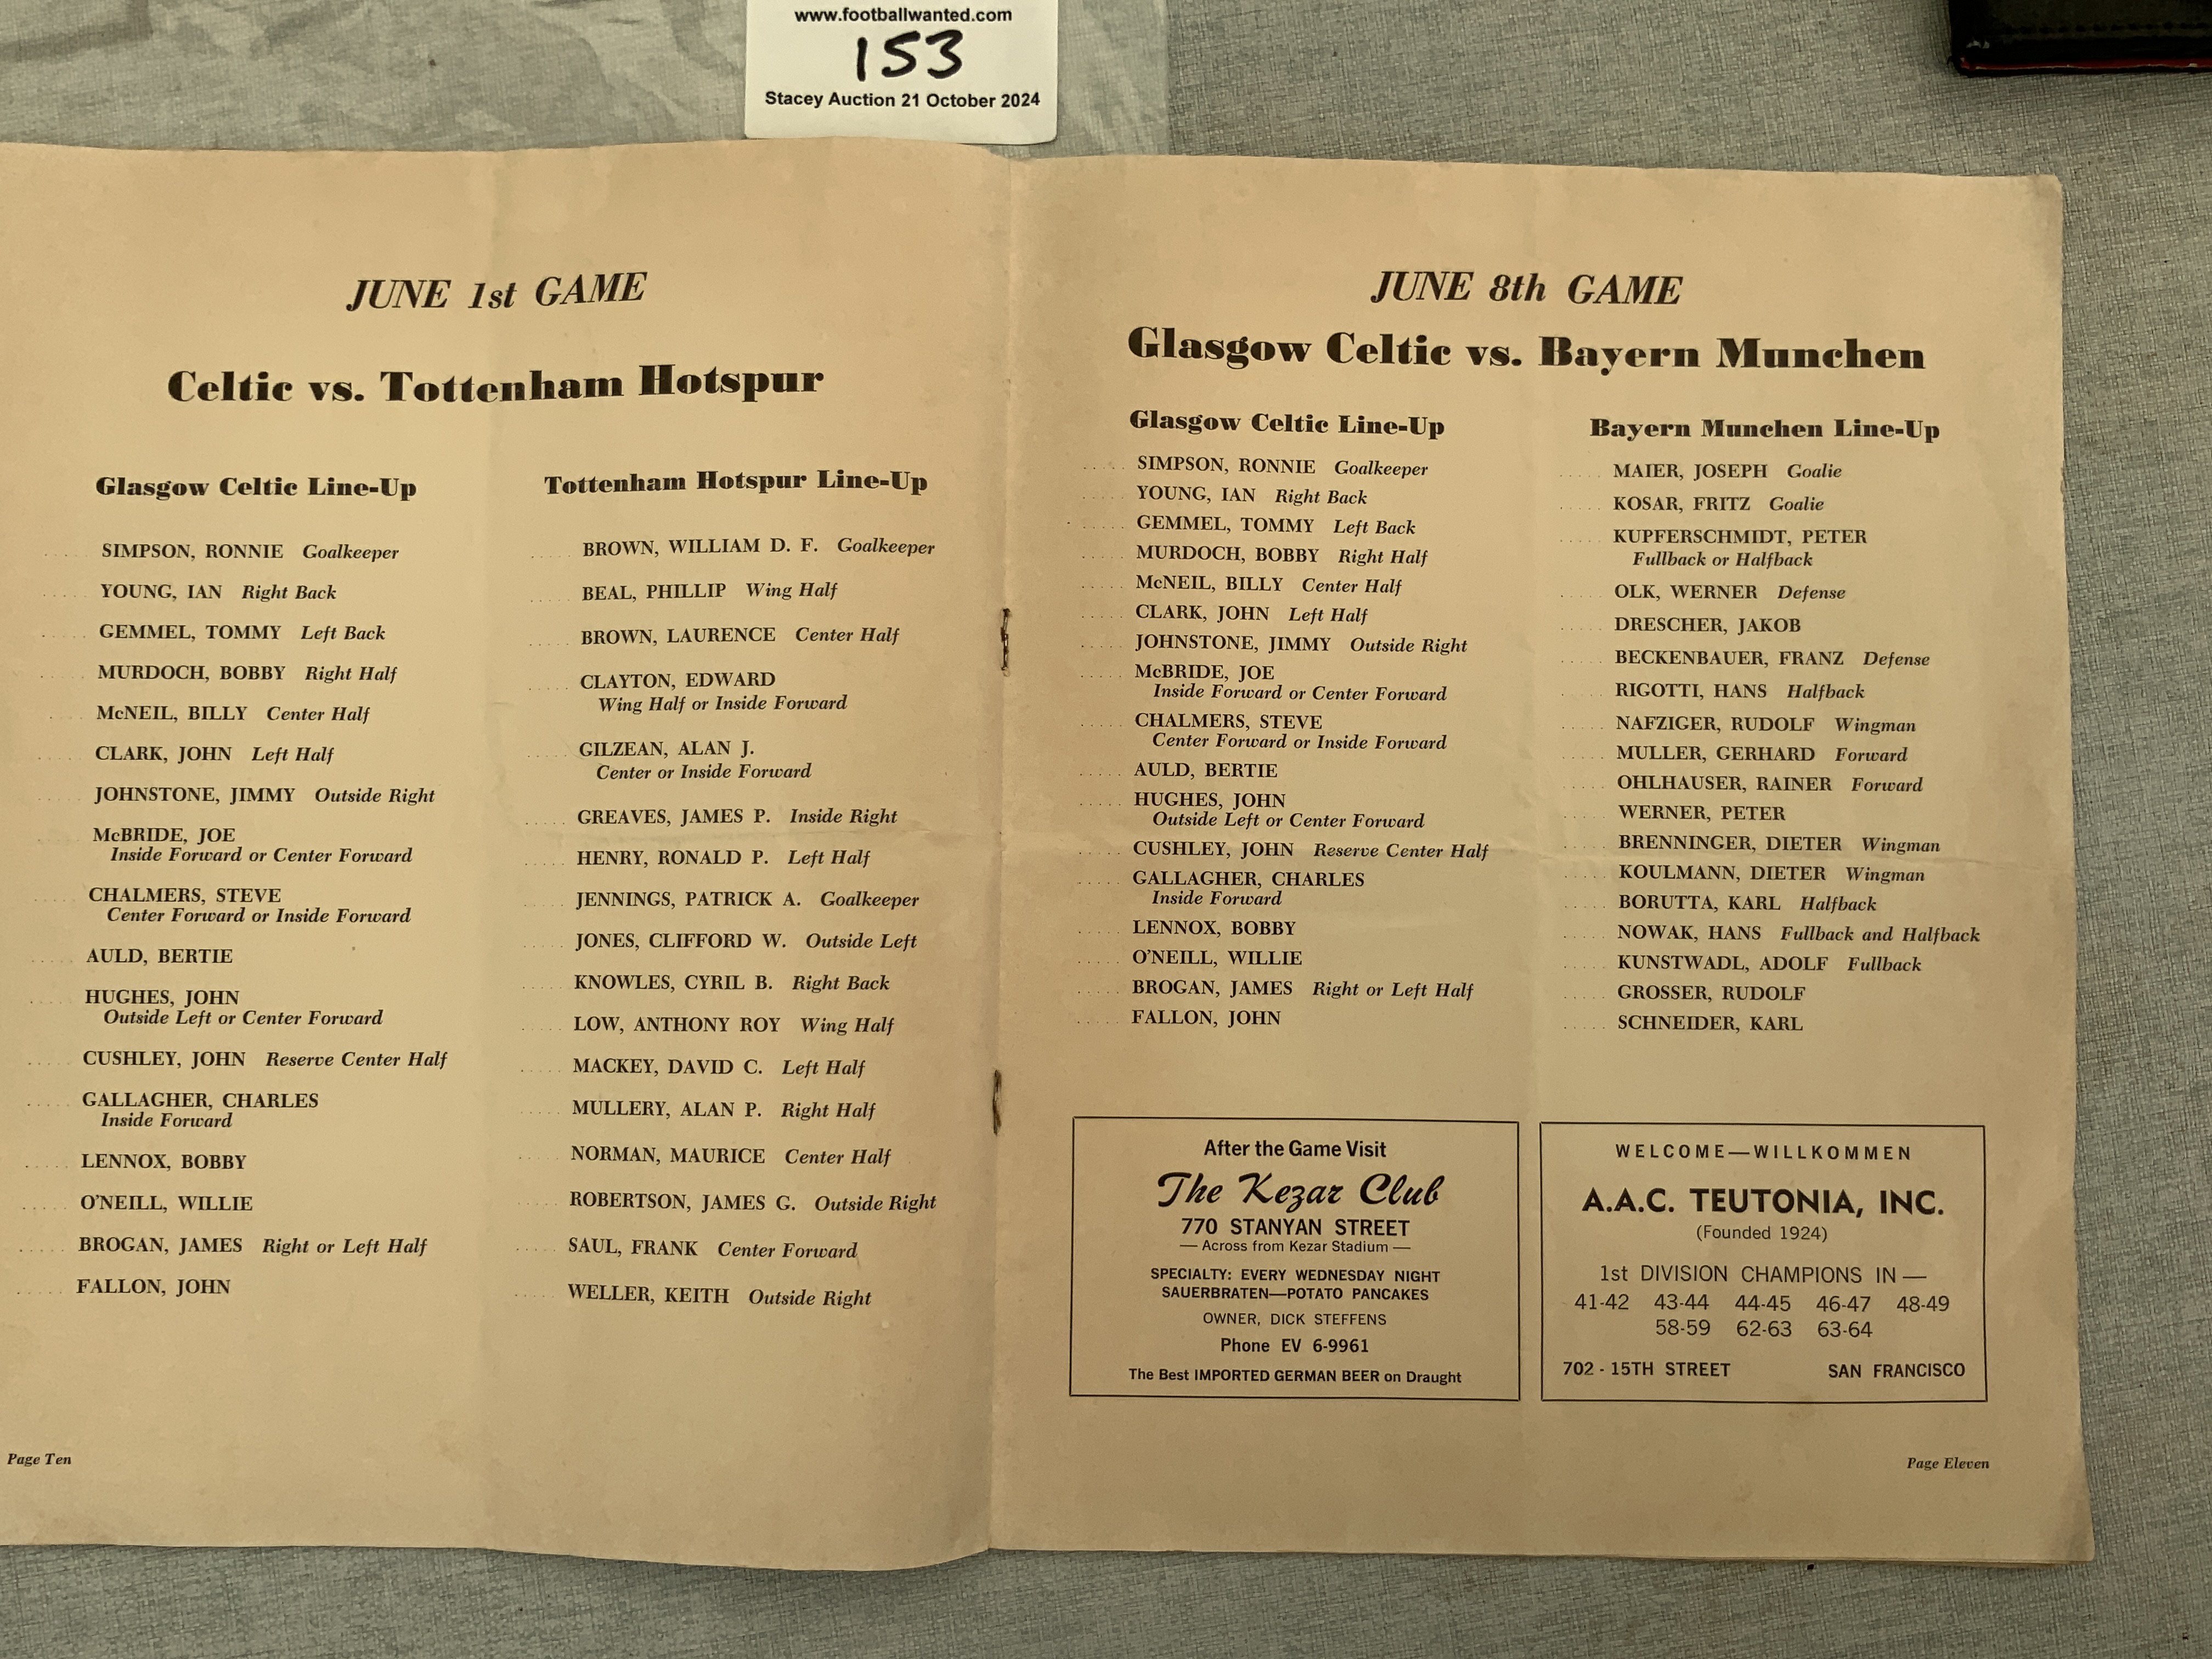 www.footballwanted.com
153
Stacey Auction 21 October 2024
JUNE 1st GAME
Celtic vs. Tottenham Hotspur
Glasgow Celtic Line-Up
SIMPSON, RONNIE Goalkeeper
YOUNG, IAN Right Back
GEMMEL, TOMMY Left Back
MURDOCH, BOBBY Right Half
McNEIL, BILLY Center Half
CLARK, JOHN Left Half
JOHNSTONE, JIMMY Outside Right
McBRIDE, JOE
Inside Forward or Center Forward
CHALMERS, STEVE
Center Forward or Inside Forward
AULD, BERTIE
HUGHES, JOHN
Outside Left or Center Forward
CUSHLEY, JOHN Reserve Center Half
GALLAGHER, CHARLES
Inside Forward
LENNOX, BOBBY
O'NEILL, WILLIE
BROGAN, JAMES Right or Left Half
FALLON, JOHN
Tottenham Hotspur Line-Up
BROWN, WILLIAM D. F. Goalkeeper
BEAL, PHILLIP Wing Half
BROWN, LAURENCE Center Half
CLAYTON, EDWARD
Wing Half or Inside Forward
GILZEAN, ALAN J.
Center or Inside Forward
GREAVES, JAMES P. Inside Right
HENRY, RONALD P. Left Half
JENNINGS, PATRICK A. Goalkeeper
JONES, CLIFFORD W. Outside Left
KNOWLES, CYRIL B. Right Back
LOW, ANTHONY ROY Wing Half
MACKEY, DAVID C. Left Half
MULLERY, ALAN P. Right Half
NORMAN, MAURICE Center Half
ROBERTSON, JAMES G. Outside Right
SAUL, FRANK Center Forward
WELLER, KEITH Outside Right
Page Ten
JUNE 8th GAME
Glasgow Celtic vs. Bayern Munchen
Glasgow Celtic Line-Up
SIMPSON, RONNIE Goalkeeper
YOUNG, IAN Right Back
GEMMEL, TOMMY Left Back
MURDOCH, BOBBY Right Half
McNEIL, BILLY Center Half
CLARK, JOHN Left Half
JOHNSTONE, JIMMY Outside Right
McBRIDE, JOE
Inside Forward or Center Forward
CHALMERS, STEVE
Center Forward or Inside Forward
AULD, BERTIE
HUGHES, JOHN
Outside Left or Center Forward
CUSHLEY, JOHN Reserve Center Half
GALLAGHER, CHARLES
Inside Forward
LENNOX, BOBBY
O'NEILL, WILLIE
BROGAN, JAMES Right or Left Half
FALLON, JOHN
Bayern Munchen Line-Up
MAIER, JOSEPH Goalie
KOSAR, FRITZ Goalie
KUPFERSCHMIDT, PETER
Fullback or Halfback
OLK, WERNER Defense
DRESCHER, JAKOB
BECKENBAUER, FRANZ Defense
RIGOTTI, HANS Halfback
NAFZIGER, RUDOLF Wingman
MULLER, GERHARD Forward
OHLHAUSER, RAINER Forward
WERNER, PETER
BRENNINGER, DIETER Wingman
KOULMANN, DIETER Wingman
BORUTTA, KARL Halfback
NOWAK, HANS Fullback and Halfback
KUNSTWADL, ADOLF Fullback
GROSSER, RUDOLF
SCHNEIDER, KARL
After the Game Visit
The Kezar Club
770 STANYAN STREET
— Across from Kezar Stadium —
SPECIALTY: EVERY WEDNESDAY NIGHT
SAUERBRATEN—POTATO PANCAKES
OWNER, DICK STEFFENS
Phone EV 6-9961
The Best IMPORTED GERMAN BEER on Draught
WELCOME—WILLKOMMEN
A.A.C. TEUTONIA, INC.
(Founded 1924)
1st DIVISION CHAMPIONS IN —
41-42 43-44 44-45 46-47 48-49
58-59 62-63 63-64
702 - 15TH STREET SAN FRANCISCO
Page Eleven